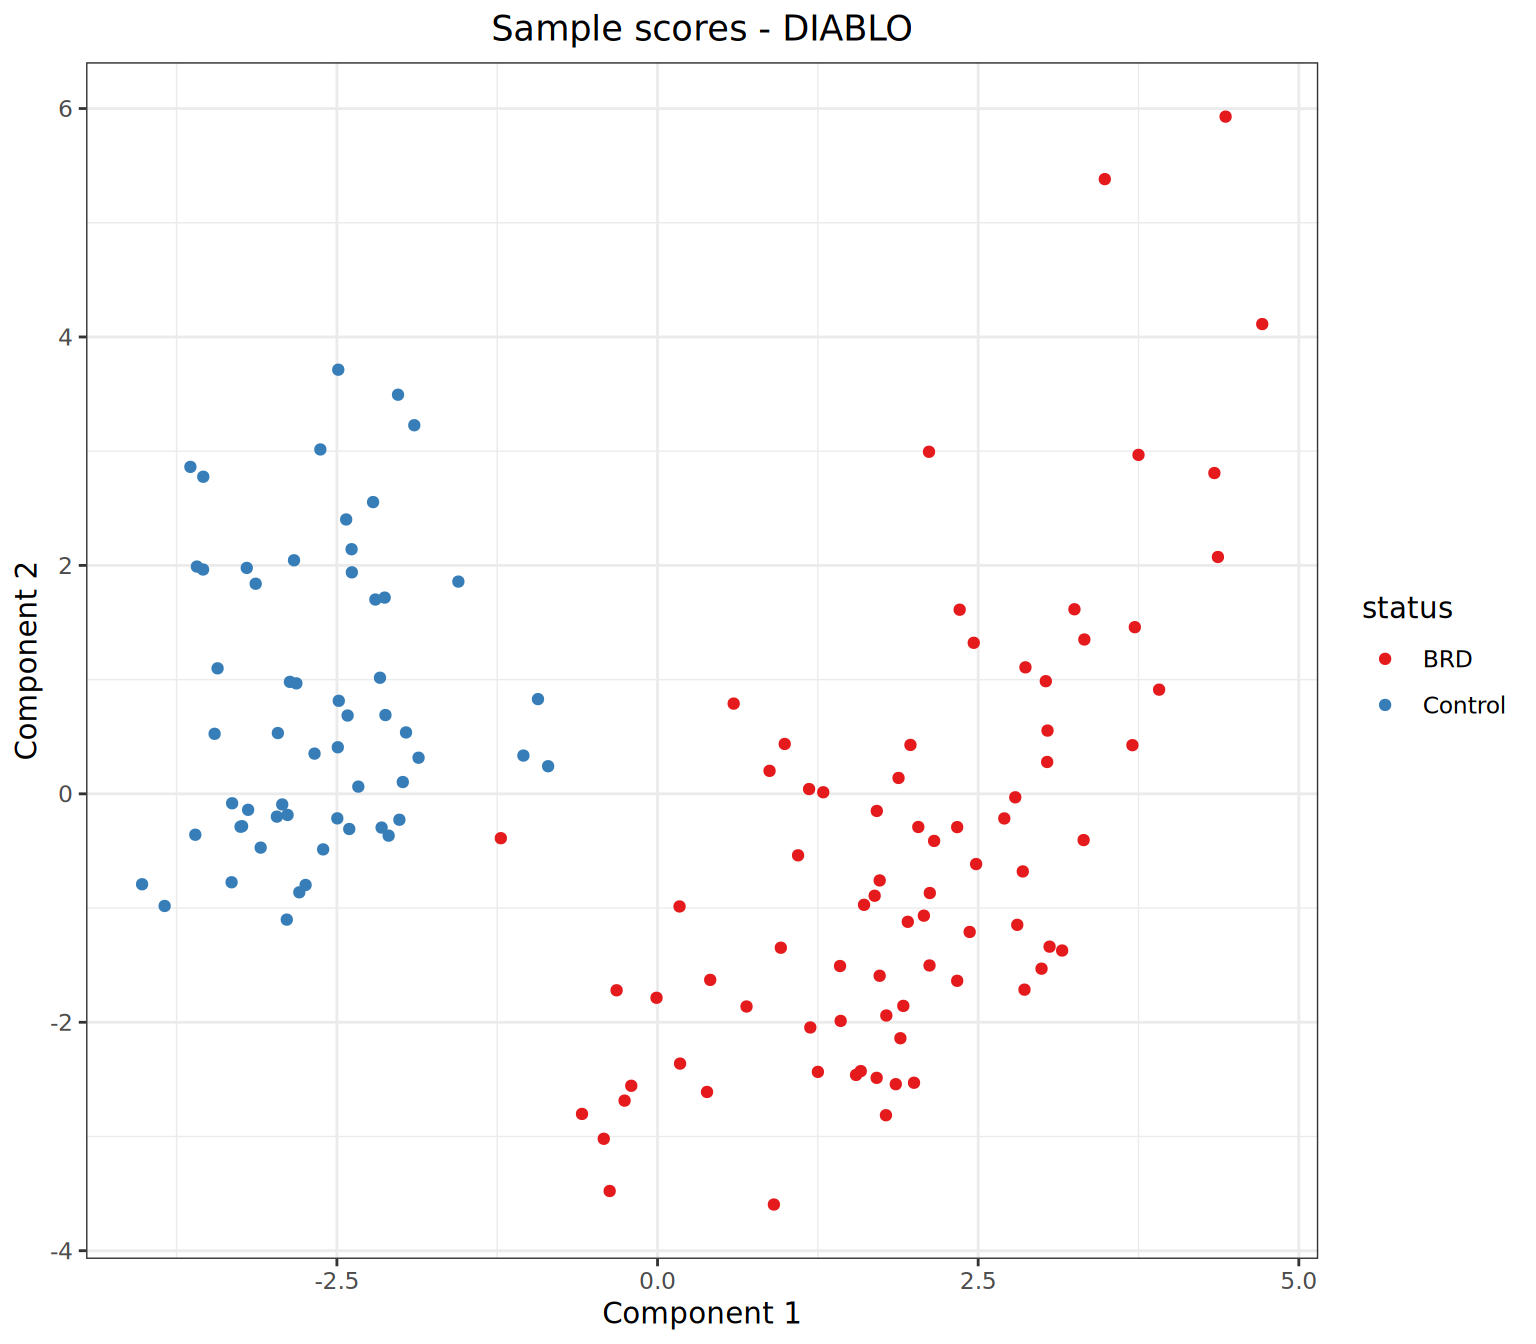 Sample scores - DIABLO
6
4
2
0
-2
-4
Component 2
-2.5
0.0
2.5
5.0
Component 1
status
BRD
Control